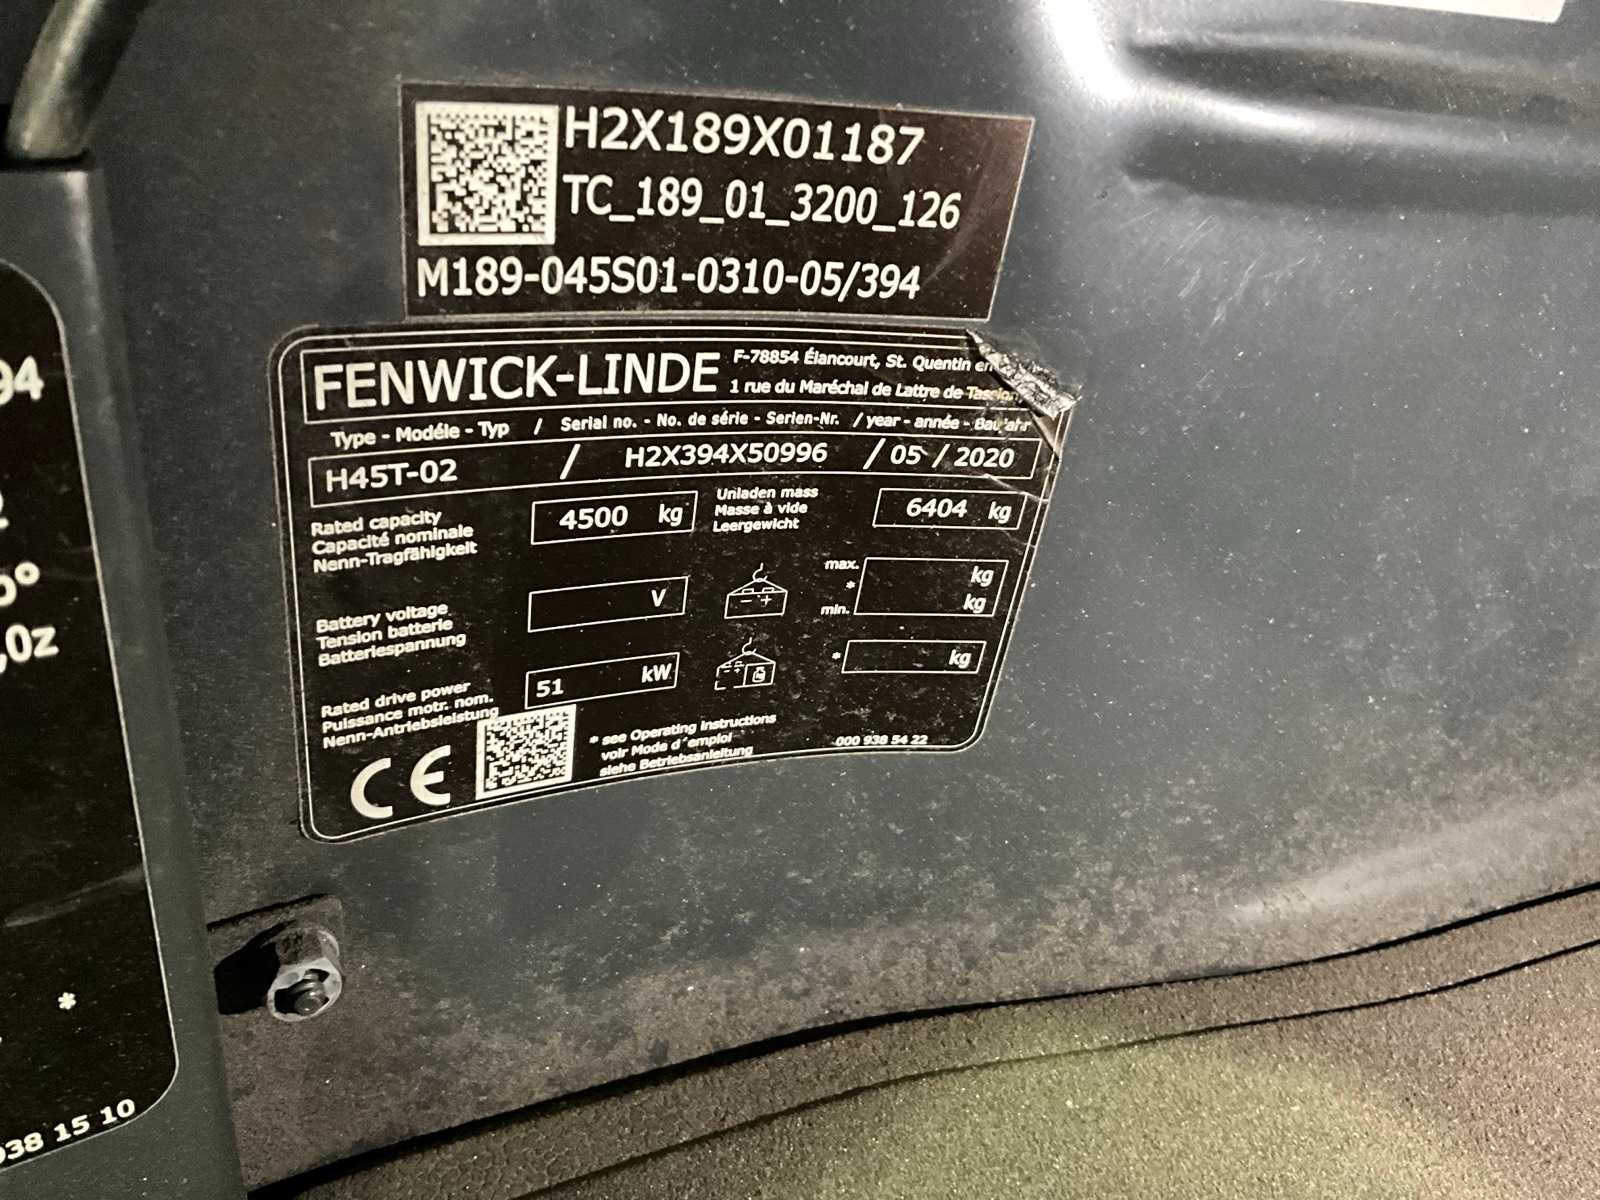 H2X189X01187
TC_189_01_3200_126
M189-045S01-0310-05/394
FENWICK-LINDE
F-78854 Élancourt, St. Quentin en
1 rue du Maréchal de Lattre de
Type - Modéle - Typ / Serial no. - No. de série - Serien-Nr. / year - année - Baujahr
H45T-02 / H2X394X50996 / 05 / 2020
Rated capacity
Capacité nominale
Nenn-Tragfähigkeit
4500 kg
Unladen mass
Masse à vide
Leergewicht
6404 kg
Battery voltage
Tension batterie
Batteriespannung
V
max. kg
*
min. kg
Rated drive power
Puissance motr. nom.
Nenn-Antriebsleistung
51 kW
* kg
* see Operating instructions
voir Mode d´emploi
siehe Betriebsanleitung
000 938 54 22
CE
94
,0z
*
938 15 10